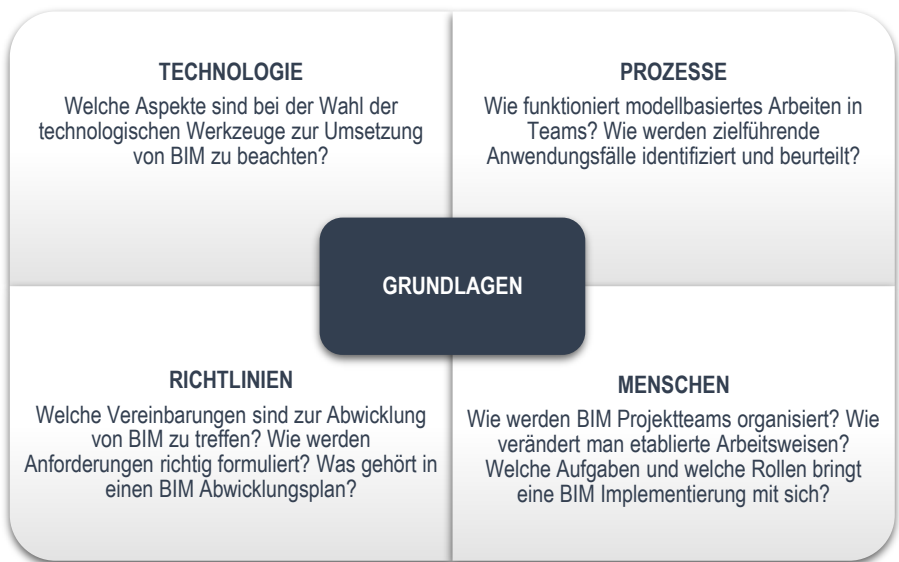 TECHNOLOGIE
Welche Aspekte sind bei der Wahl der
technologischen Werkzeuge zur Umsetzung
von BIM zu beachten?
PROZESSE
Wie funktioniert modellbasiertes Arbeiten in
Teams? Wie werden zielführende
Anwendungsfälle identifiziert und beurteilt?
GRUNDLAGEN
RICHTLINIEN
Welche Vereinbarungen sind zur Abwicklung
von BIM zu treffen? Wie werden
Anforderungen richtig formuliert? Was gehört in
einen BIM Abwicklungsplan?
MENSCHEN
Wie werden BIM Projektteams organisiert? Wie
verändert man etablierte Arbeitsweisen?
Welche Aufgaben und welche Rollen bringt
eine BIM Implementierung mit sich?